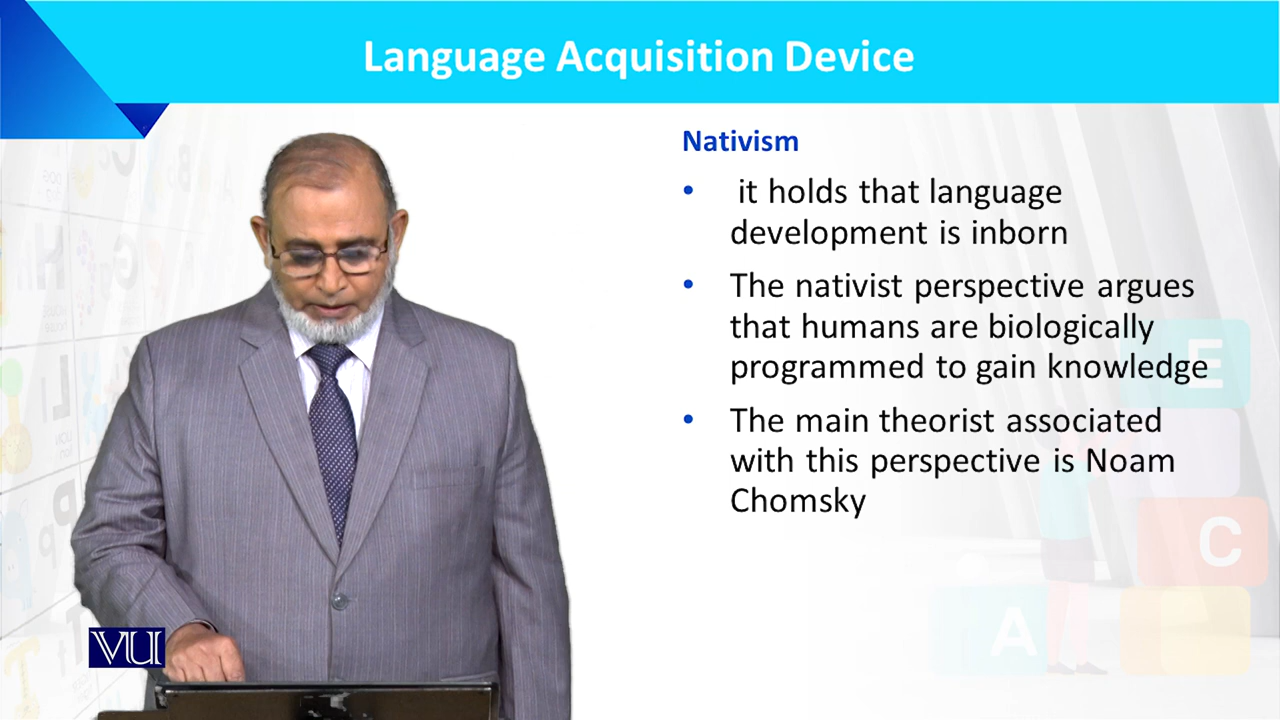 Language Acquisition Device
Nativism
• it holds that language
development is inborn
• The nativist perspective argues
that humans are biologically
programmed to gain knowledge
• The main theorist associated
with this perspective is Noam
Chomsky
E
C
A
VU